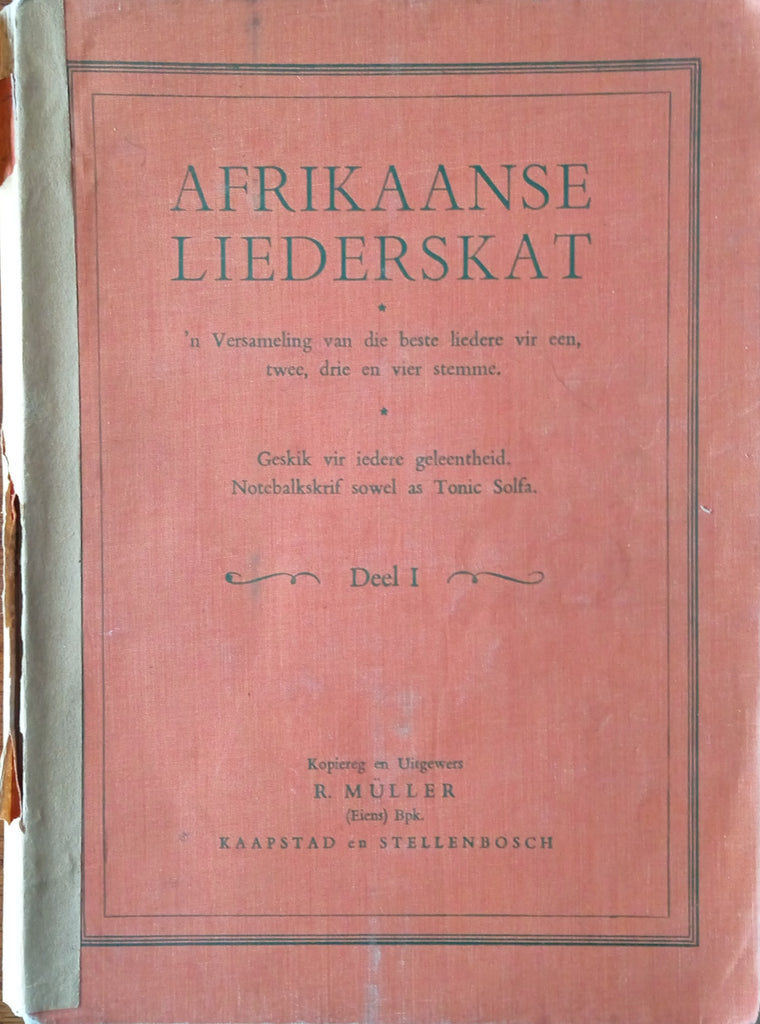 AFRIKAANSE
LIEDERSKAT
'n Versameling van die beste liedere vir een,
twee, drie en vier stemme.
Geskik vir iedere geleentheid.
Notebalkskrif sowel as Tonic Solfa.
Deel I
Kopiereg en Uitgewers
R. MÜLLER
(Eiens) Bpk.
KAAPSTAD en STELLENBOSCH